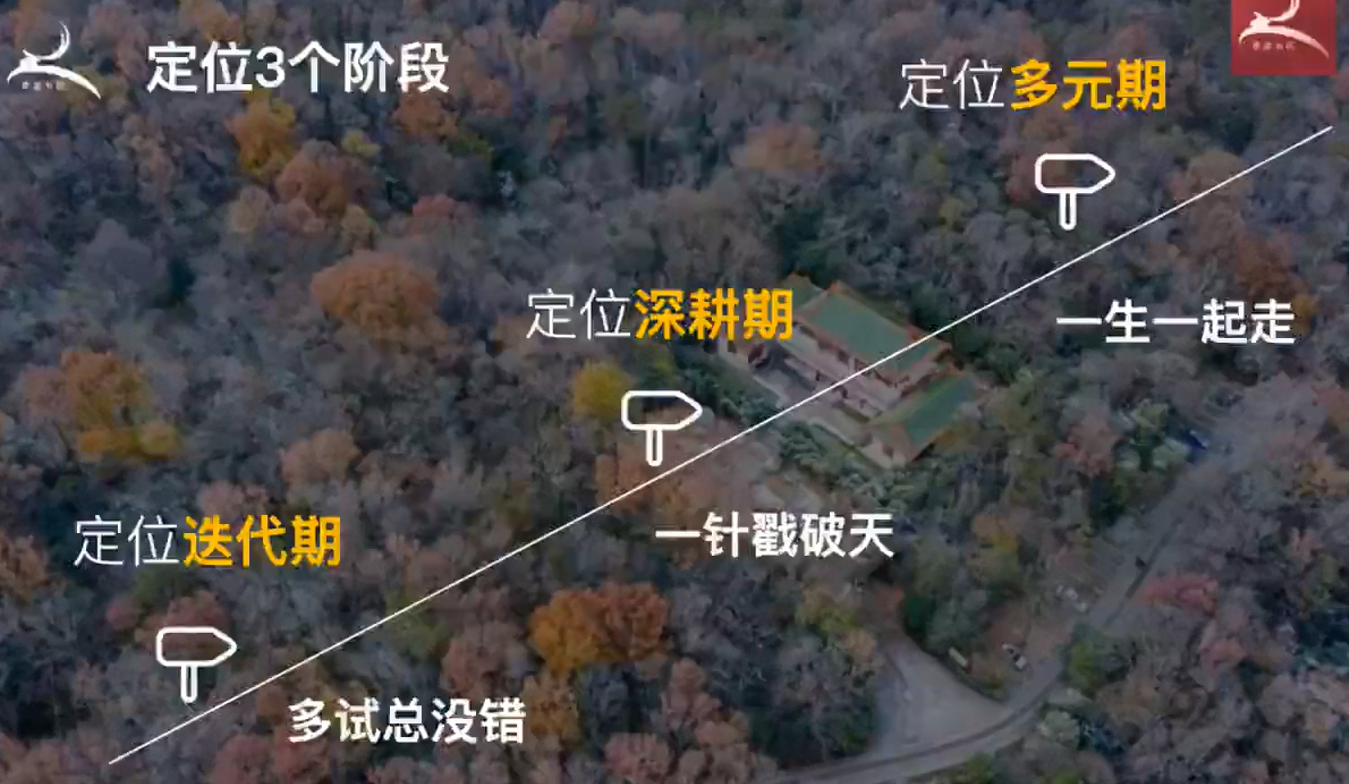 定位3个阶段
定位多元期
一生一起走
定位深耕期
一针戳破天
定位迭代期
多试总没错